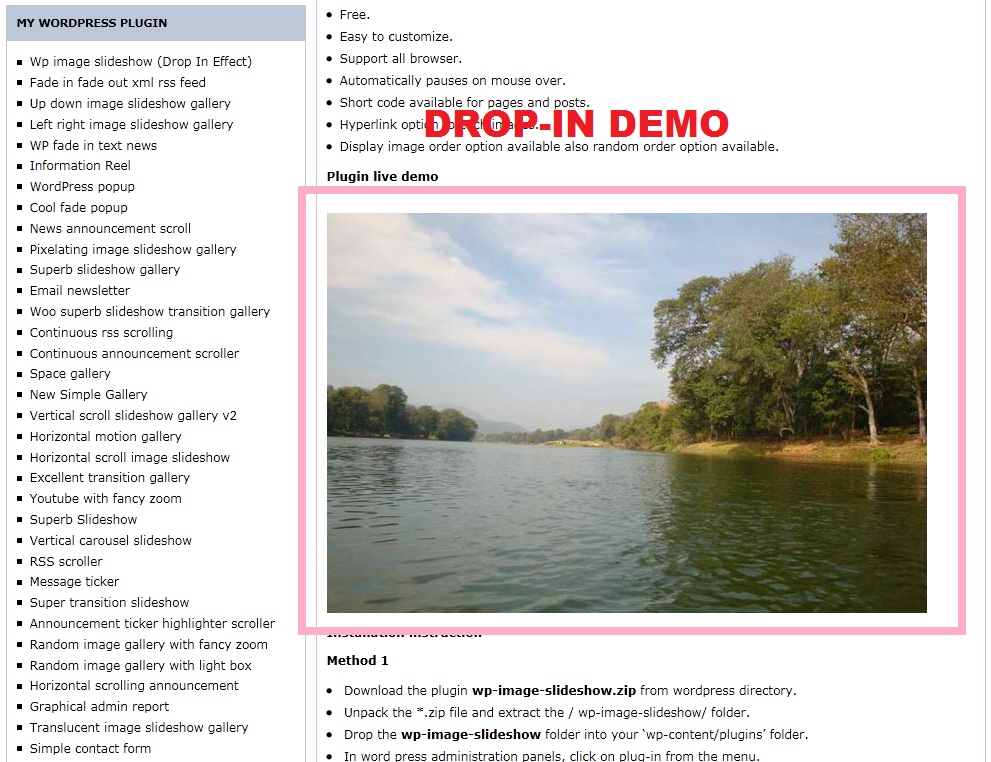 MY WORDPRESS PLUGIN
Wp image slideshow (Drop In Effect)
Fade in fade out xml rss feed
Up down image slideshow gallery
Left right image slideshow gallery
WP fade in text news
Information Reel
WordPress popup
Cool fade popup
News announcement scroll
Pixelating image slideshow gallery
Superb slideshow gallery
Email newsletter
Woo superb slideshow transition gallery
Continuous rss scrolling
Continuous announcement scroller
Space gallery
New Simple Gallery
Vertical scroll slideshow gallery v2
Horizontal motion gallery
Horizontal scroll image slideshow
Excellent transition gallery
Youtube with fancy zoom
Superb Slideshow
Vertical carousel slideshow
RSS scroller
Message ticker
Super transition slideshow
Announcement ticker highlighter scroller
Random image gallery with fancy zoom
Random image gallery with light box
Horizontal scrolling announcement
Graphical admin report
Translucent image slideshow gallery
Simple contact form
Free.
Easy to customize.
Support all browser.
Automatically pauses on mouse over.
Short code available for pages and posts.
DROP-IN DEMO
Hyperlink
Display image order option available also random order option available.
Plugin live demo
Installation instruction
Method 1
Download the plugin wp-image-slideshow.zip from wordpress directory.
Unpack the *.zip file and extract the / wp-image-slideshow/ folder.
Drop the wp-image-slideshow folder into your ‘wp-content/plugins’ folder.
In word press administration panels, click on plug-in from the menu.